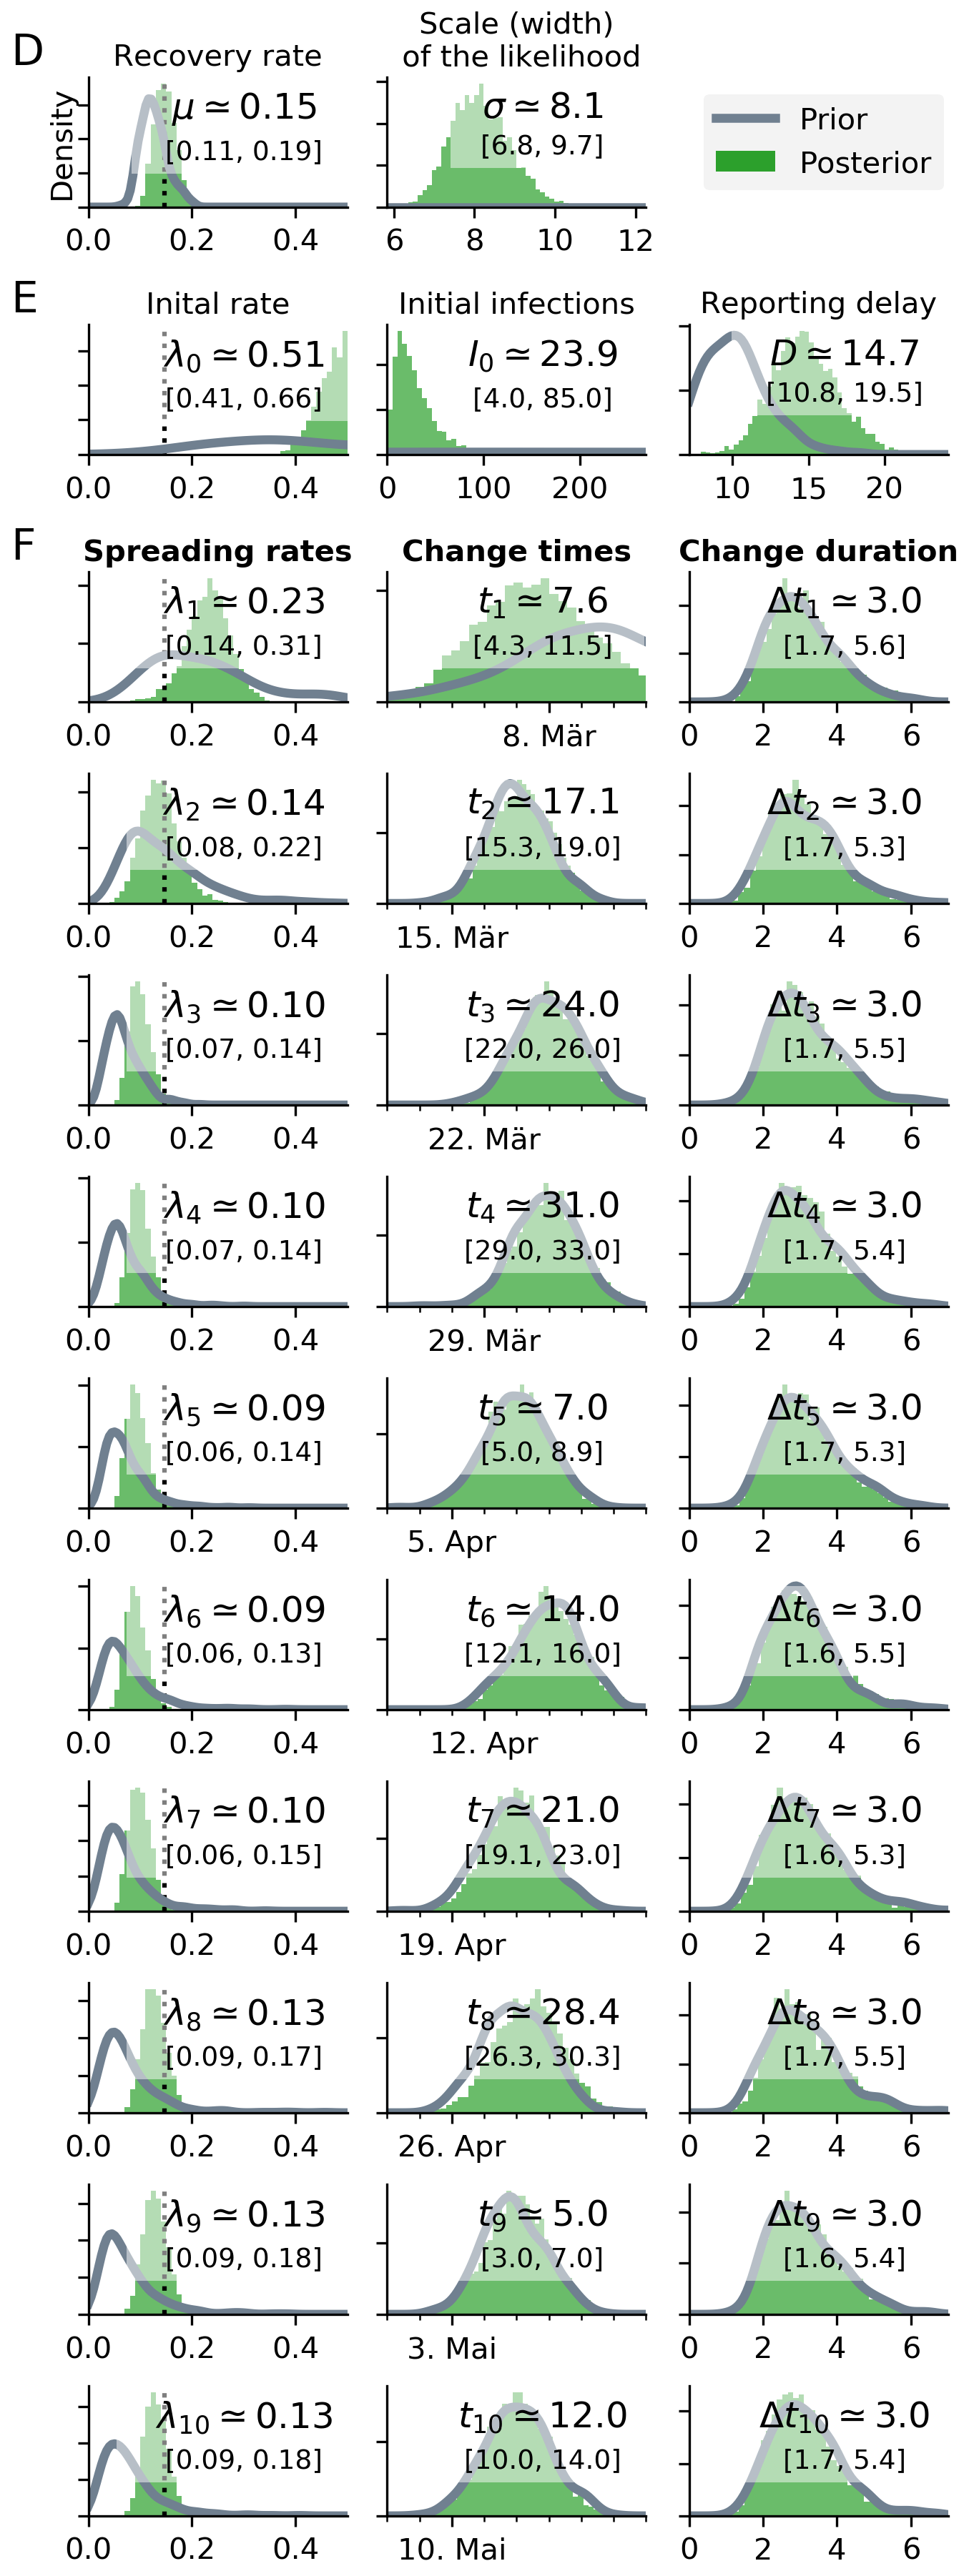 D
Recovery rate
Scale (width)
of the likelihood
Density
μ ≃ 0.15
[0.11, 0.19]
σ ≃ 8.1
[6.8, 9.7]
Prior
Posterior
0.0 0.2 0.4
6 8 10 12
E
Inital rate
Initial infections
Reporting delay
λ₀ ≃ 0.51
[0.41, 0.66]
I₀ ≃ 23.9
[4.0, 85.0]
D ≃ 14.7
[10.8, 19.5]
0.0 0.2 0.4
0 100 200
10 15 20
F
Spreading rates
Change times
Change duration
λ₁ ≃ 0.23
[0.14, 0.31]
t₁ ≃ 7.6
[4.3, 11.5]
Δt₁ ≃ 3.0
[1.7, 5.6]
0.0 0.2 0.4
8. Mär
0 2 4 6
λ₂ ≃ 0.14
[0.08, 0.22]
t₂ ≃ 17.1
[15.3, 19.0]
Δt₂ ≃ 3.0
[1.7, 5.3]
0.0 0.2 0.4
15. Mär
0 2 4 6
λ₃ ≃ 0.10
[0.07, 0.14]
t₃ ≃ 24.0
[22.0, 26.0]
Δt₃ ≃ 3.0
[1.7, 5.5]
0.0 0.2 0.4
22. Mär
0 2 4 6
λ₄ ≃ 0.10
[0.07, 0.14]
t₄ ≃ 31.0
[29.0, 33.0]
Δt₄ ≃ 3.0
[1.7, 5.4]
0.0 0.2 0.4
29. Mär
0 2 4 6
λ₅ ≃ 0.09
[0.06, 0.14]
t₅ ≃ 7.0
[5.0, 8.9]
Δt₅ ≃ 3.0
[1.7, 5.3]
0.0 0.2 0.4
5. Apr
0 2 4 6
λ₆ ≃ 0.09
[0.06, 0.13]
t₆ ≃ 14.0
[12.1, 16.0]
Δt₆ ≃ 3.0
[1.6, 5.5]
0.0 0.2 0.4
12. Apr
0 2 4 6
λ₇ ≃ 0.10
[0.06, 0.15]
t₇ ≃ 21.0
[19.1, 23.0]
Δt₇ ≃ 3.0
[1.6, 5.3]
0.0 0.2 0.4
19. Apr
0 2 4 6
λ₈ ≃ 0.13
[0.09, 0.17]
t₈ ≃ 28.4
[26.3, 30.3]
Δt₈ ≃ 3.0
[1.7, 5.5]
0.0 0.2 0.4
26. Apr
0 2 4 6
λ₉ ≃ 0.13
[0.09, 0.18]
t₉ ≃ 5.0
[3.0, 7.0]
Δt₉ ≃ 3.0
[1.6, 5.4]
0.0 0.2 0.4
3. Mai
0 2 4 6
λ₁₀ ≃ 0.13
[0.09, 0.18]
t₁₀ ≃ 12.0
[10.0, 14.0]
Δt₁₀ ≃ 3.0
[1.7, 5.4]
0.0 0.2 0.4
10. Mai
0 2 4 6